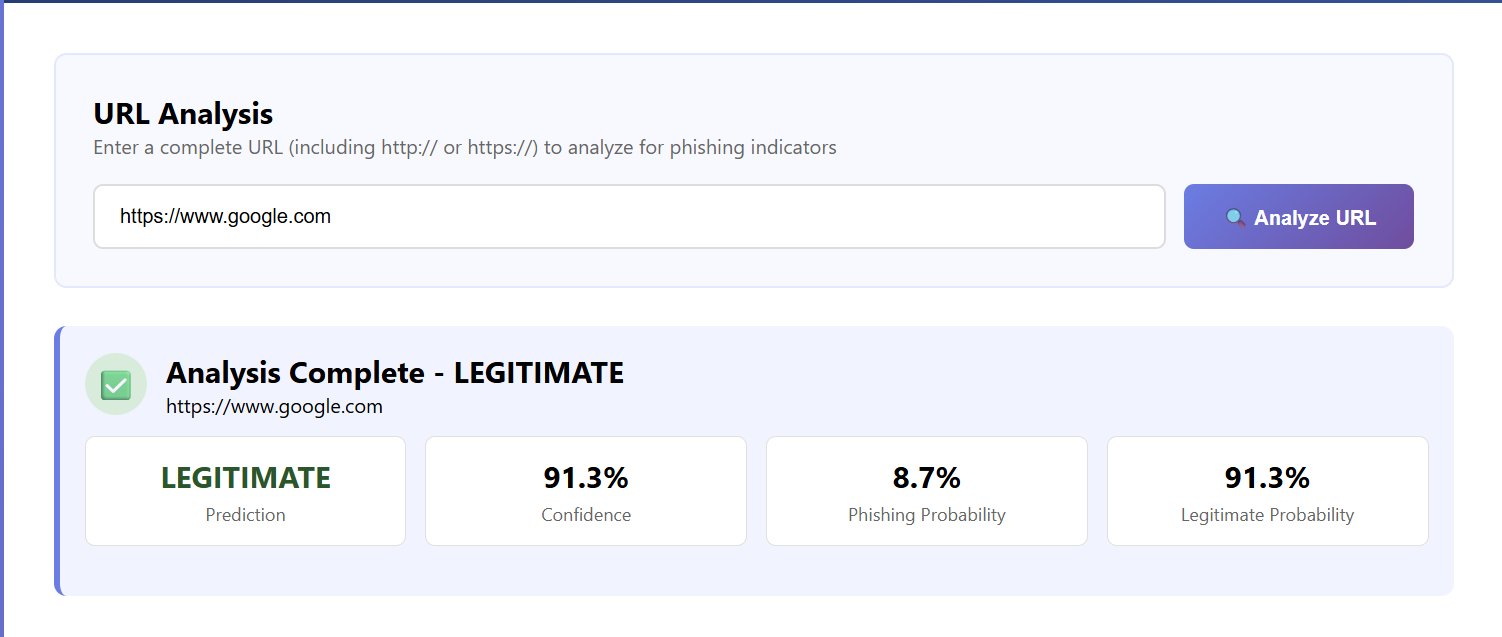 URL Analysis
Enter a complete URL (including http:// or https://) to analyze for phishing indicators
https://www.google.com
Analyze URL
Analysis Complete - LEGITIMATE
https://www.google.com
LEGITIMATE
Prediction
91.3%
Confidence
8.7%
Phishing Probability
91.3%
Legitimate Probability